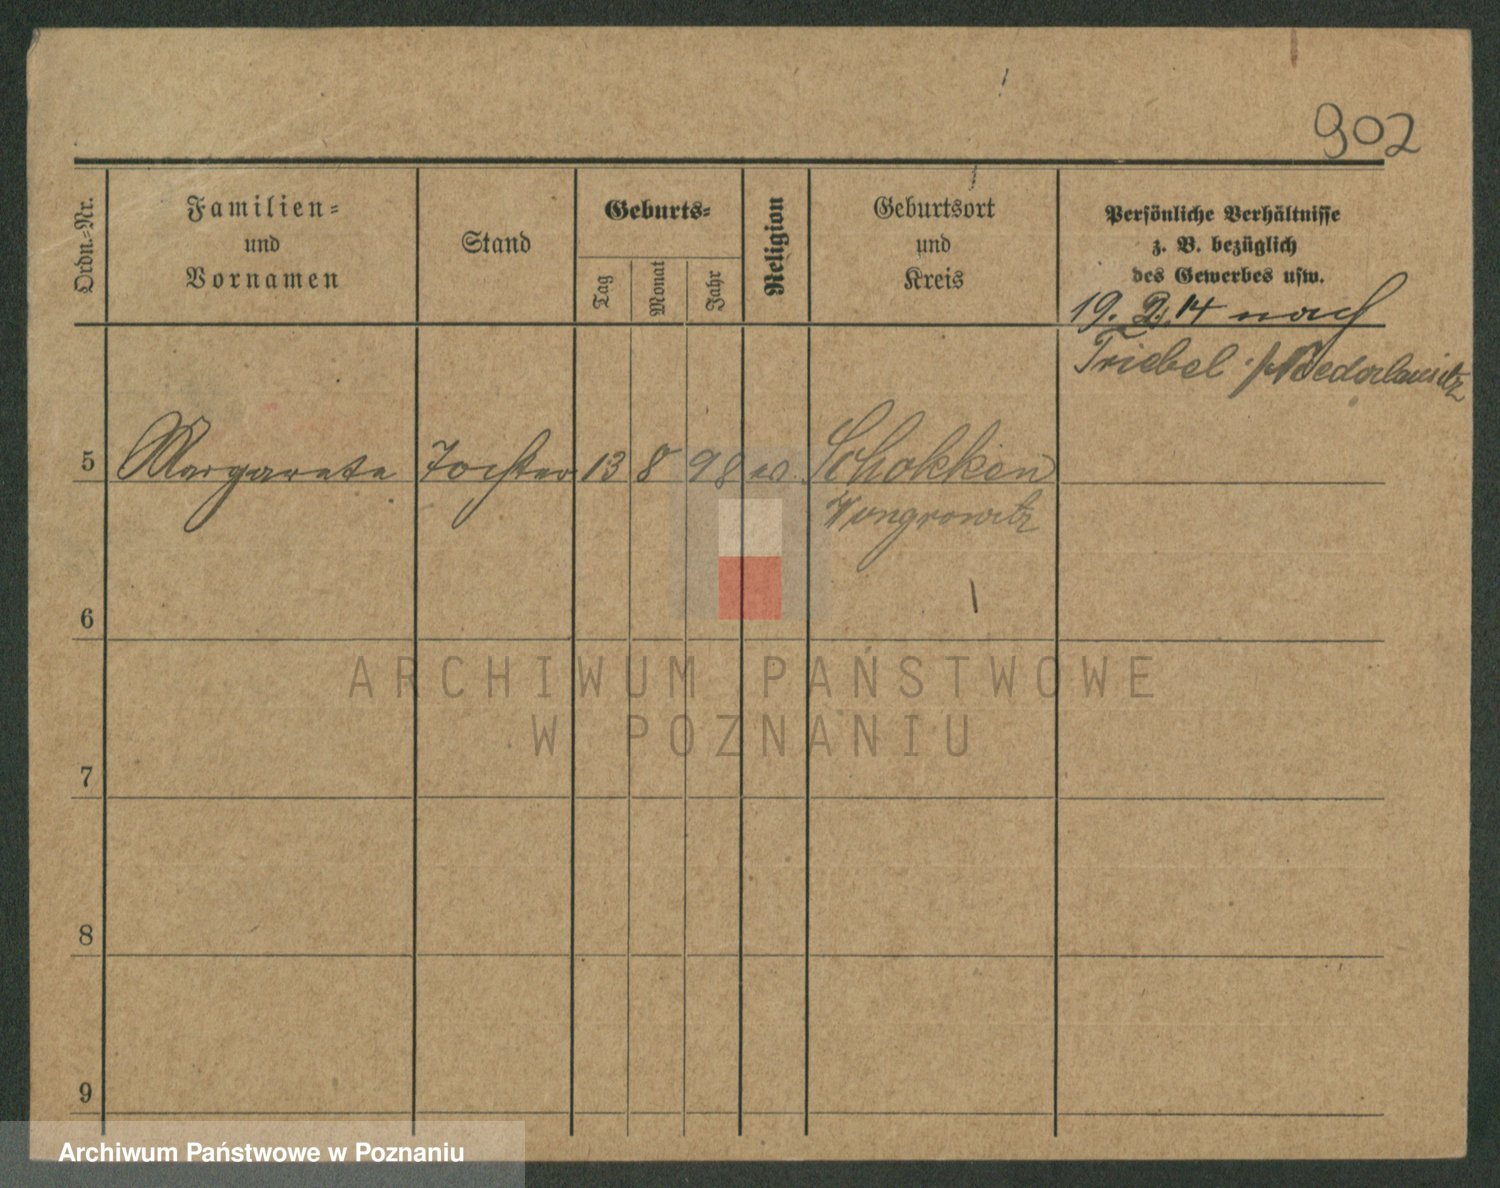 902
Ordn.-Nr.
Familien-
und
Vornamen
Stand
Geburts-
Tag
Monat
Jahr
Religion
Geburtsort
und
Kreis
Persönliche Verhältnisse
z. B. bezüglich
des Gewerbes usw.
19. 2. 14 nach
Triebel Niederlausitz
5 Margarete Tochter 13 8 98 ev. Schokken
Wongrowitz
6
ARCHIWUM PAŃSTWOWE
W POZNANIU
7
8
9
Archiwum Państwowe w Poznaniu